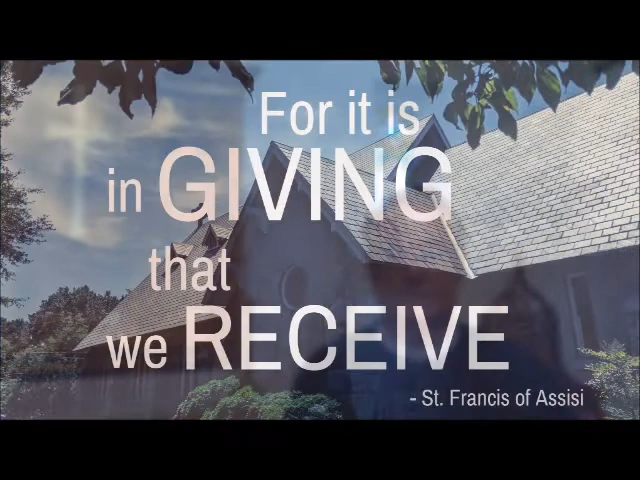 For it is
in GIVING
that
we RECEIVE
- St. Francis of Assisi